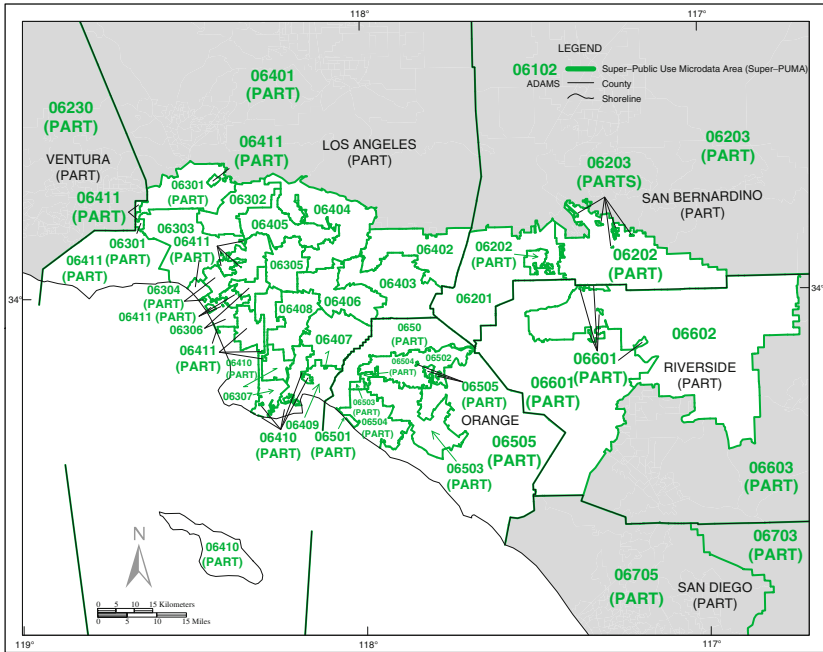 118°
117°
LEGEND
06102
Super–Public Use Microdata Area (Super–PUMA)
ADAMS
County
Shoreline
06401
(PART)
06230
(PART)
06411
(PART)
LOS ANGELES
(PART)
06203
(PART)
VENTURA
(PART)
06203
(PARTS)
06411
(PART)
06301
(PART)
06302
06404
SAN BERNARDINO
(PART)
06303
06405
06301
(PART)
06411
(PART)
06402
06202
(PART)
06202
(PART)
06411
(PART)
06305
06403
34°
34°
06304
(PART)
06411
(PART)
06408
06406
06201
06306
06407
0650
(PART)
06602
06411
(PART)
06410
(PART)
06504
(PART)
06502
06601
(PART)
RIVERSIDE
(PART)
06601
(PART)
06505
(PART)
06307
06503
(PART)
06409
06504
(PART)
ORANGE
06410
(PART)
06501
(PART)
06505
(PART)
06503
(PART)
06603
(PART)
06703
(PART)
N
06410
(PART)
06705
(PART)
SAN DIEGO
(PART)
0 5 10 15 Kilometers
0 5 10 15 Miles
119°
118°
117°